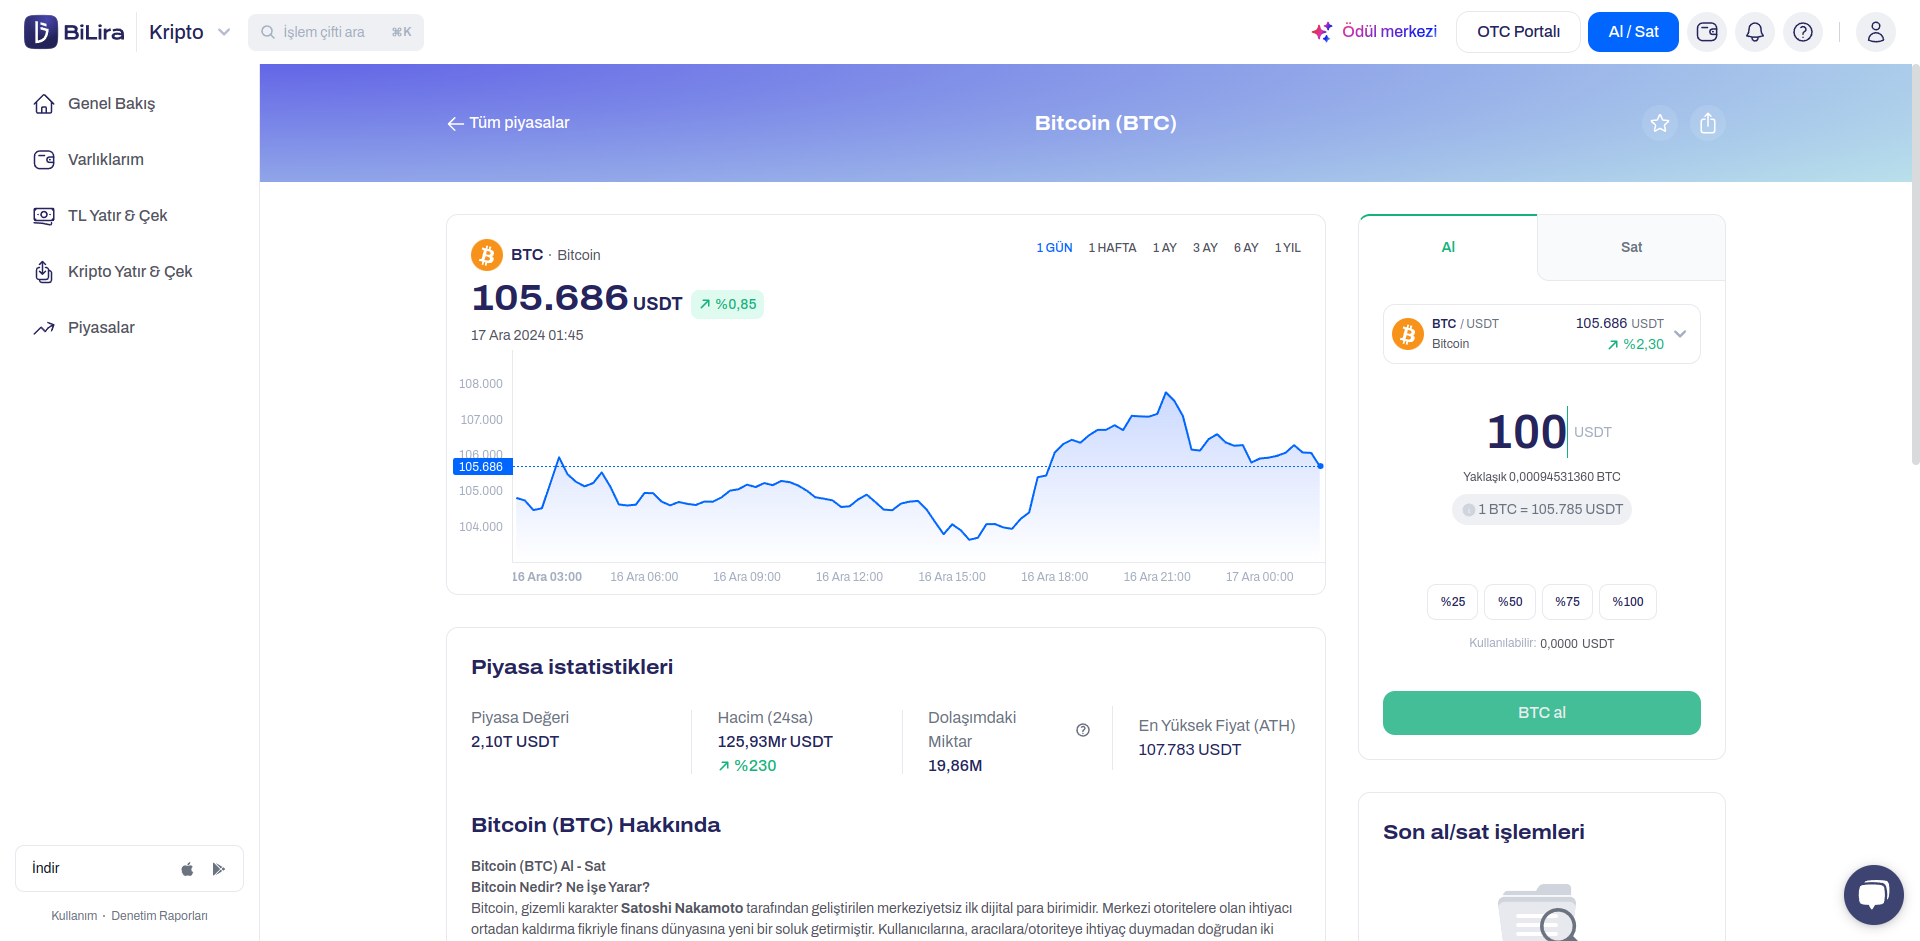 BiLira
Kripto
İşlem çifti ara
⌘K
Ödül merkezi
OTC Portalı
Al / Sat
Genel Bakış
Varlıklarım
TL Yatır & Çek
Kripto Yatır & Çek
Piyasalar
İndir
Kullanım · Denetim Raporları
Tüm piyasalar
Bitcoin (BTC)
BTC · Bitcoin
1 GÜN 1 HAFTA 1 AY 3 AY 6 AY 1 YIL
105.686 USDT %0,85
17 Ara 2024 01:45
108.000
107.000
106.000
105.686
105.000
104.000
16 Ara 03:00 16 Ara 06:00 16 Ara 09:00 16 Ara 12:00 16 Ara 15:00 16 Ara 18:00 16 Ara 21:00 17 Ara 00:00
Piyasa istatistikleri
Piyasa Değeri
2,10T USDT
Hacim (24sa)
125,93Mr USDT
%230
Dolaşımdaki
Miktar
19,86M
En Yüksek Fiyat (ATH)
107.783 USDT
Bitcoin (BTC) Hakkında
Bitcoin (BTC) Al - Sat
Bitcoin Nedir? Ne İşe Yarar?
Bitcoin, gizemli karakter Satoshi Nakamoto tarafından geliştirilen merkeziyetsiz ilk dijital para birimidir. Merkezi otoritelere olan ihtiyacı
ortadan kaldırma fikriyle finans dünyasına yeni bir soluk getirmiştir. Kullanıcılarına, aracılara/otoriteye ihtiyaç duymadan doğrudan iki
Al
Sat
BTC / USDT
Bitcoin
105.686 USDT
%2,30
100 USDT
Yaklaşık 0,00094531360 BTC
1 BTC = 105.785 USDT
%25 %50 %75 %100
Kullanılabilir: 0,0000 USDT
BTC al
Son al/sat işlemleri